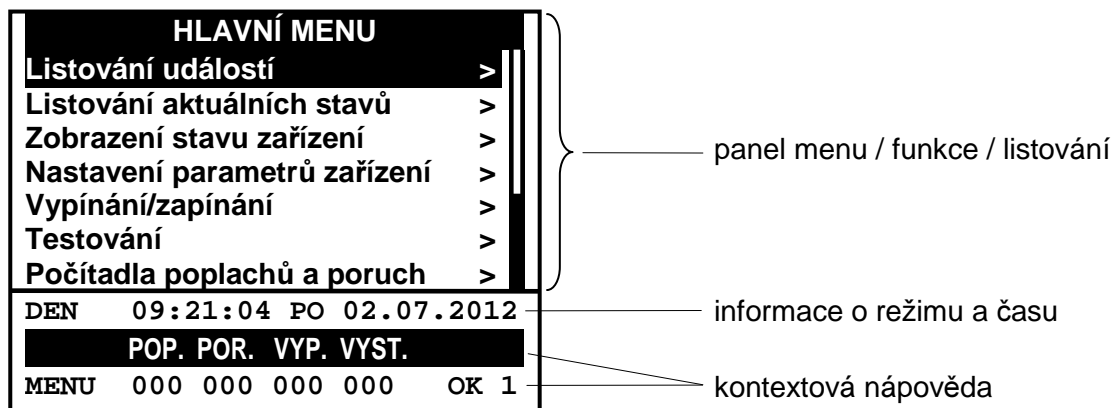 HLAVNÍ MENU
Listování událostí >
Listování aktuálních stavů >
Zobrazení stavu zařízení >
Nastavení parametrů zařízení >
Vypínání/zapínání >
Testování >
Počítadla poplachů a poruch >
panel menu / funkce / listování
DEN 09:21:04 PO 02.07.2012
informace o režimu a času
POP. POR. VYP. VYST.
MENU 000 000 000 000 OK 1
kontextová nápověda